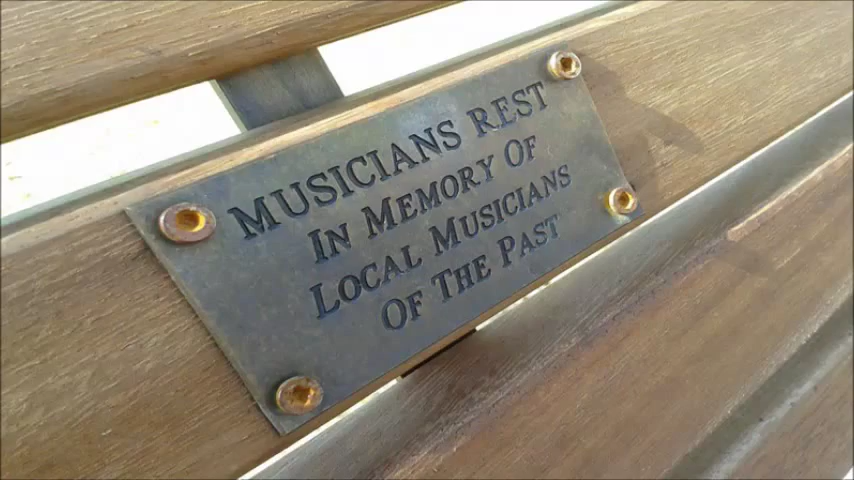 MUSICIANS REST
IN MEMORY OF
LOCAL MUSICIANS
OF THE PAST